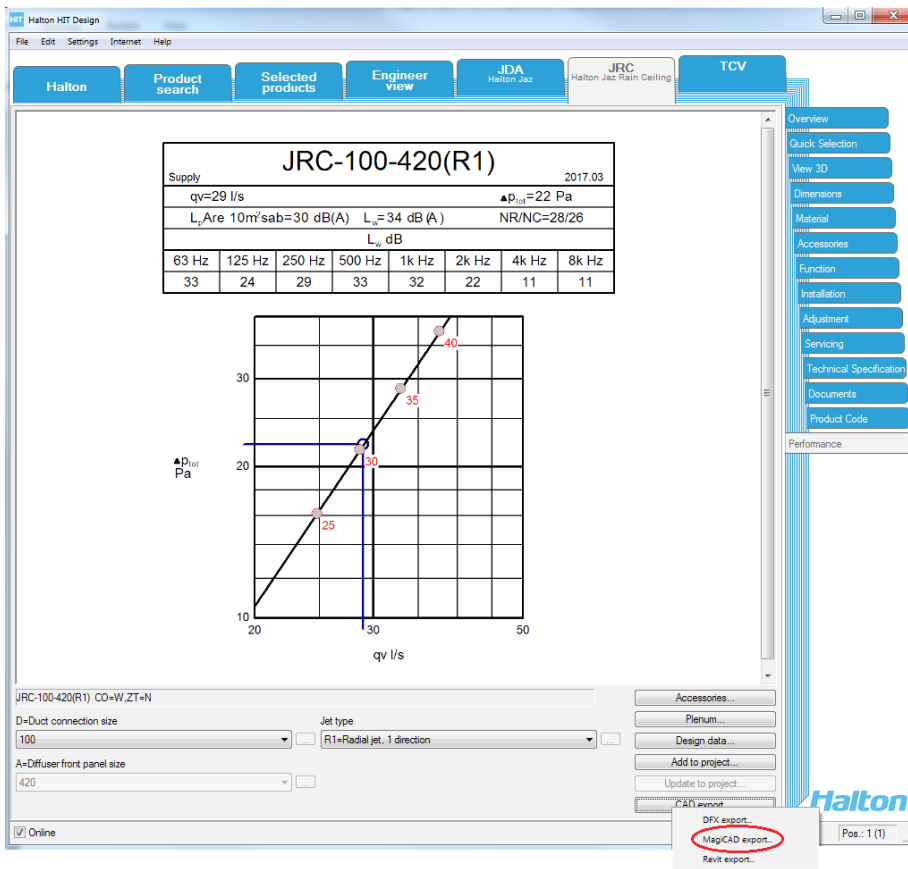 HIT Halton HIT Design
File Edit Settings Internet Help
Halton
Product search
Selected products
Engineer view
JDA
Halton Jaz
JRC
Halton Jaz Rain Ceiling
TCV
Overview
Quick Selection
View 3D
Dimensions
Material
Accessories
Function
Installation
Adjustment
Servicing
Technical Specification
Documents
Product Code
Performance
JRC-100-420(R1)
Supply 2017.03
qv=29 l/s ▲ptot=22 Pa
LpAre 10m²sab=30 dB(A) Lw=34 dB(A) NR/NC=28/26
Lw dB
63 Hz 125 Hz 250 Hz 500 Hz 1k Hz 2k Hz 4k Hz 8k Hz
33 24 29 33 32 22 11 11
40
30
35
▲ptot
Pa
20
30
25
10
20 30 50
qv l/s
JRC-100-420(R1) CO=W,ZT=N
D=Duct connection size Jet type
100 ... R1=Radial jet, 1 direction ...
A=Diffuser front panel size
420 ...
Accessories...
Plenum...
Design data...
Add to project...
Update to project...
CAD export...
DFX export...
MagiCAD export...
Revit export...
Halton
Online Pos.: 1 (1)